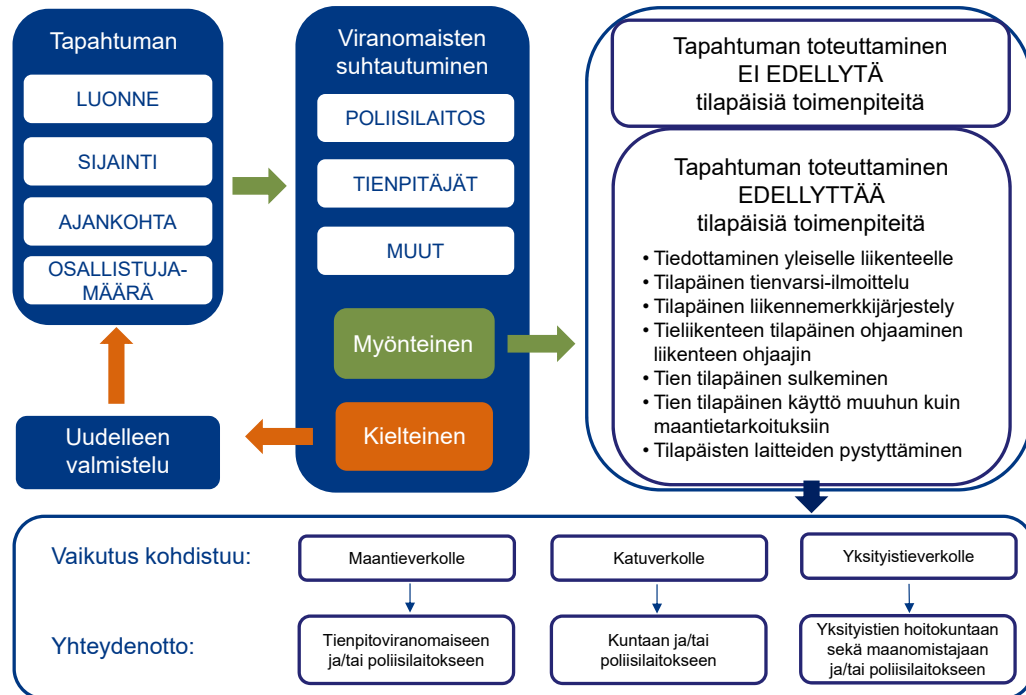 Tapahtuman
LUONNE
SIJAINTI
AJANKOHTA
OSALLISTUJA-
MÄÄRÄ
Uudelleen
valmistelu
Viranomaisten
suhtautuminen
POLIISILAITOS
TIENPITÄJÄT
MUUT
Myönteinen
Kielteinen
Tapahtuman toteuttaminen
EI EDELLYTÄ
tilapäisiä toimenpiteitä
Tapahtuman toteuttaminen
EDELLYTTÄÄ
tilapäisiä toimenpiteitä
• Tiedottaminen yleiselle liikenteelle
• Tilapäinen tienvarsi-ilmoittelu
• Tilapäinen liikennemerkkijärjestely
• Tieliikenteen tilapäinen ohjaaminen
liikenteen ohjaajin
• Tien tilapäinen sulkeminen
• Tien tilapäinen käyttö muuhun kuin
maantietarkoituksiin
• Tilapäisten laitteiden pystyttäminen
Vaikutus kohdistuu:
Maantieverkolle
Katuverkolle
Yksityistieverkolle
Yhteydenotto:
Tienpitoviranomaiseen
ja/tai poliisilaitokseen
Kuntaan ja/tai
poliisilaitokseen
Yksityistien hoitokuntaan
sekä maanomistajaan
ja/tai poliisilaitokseen